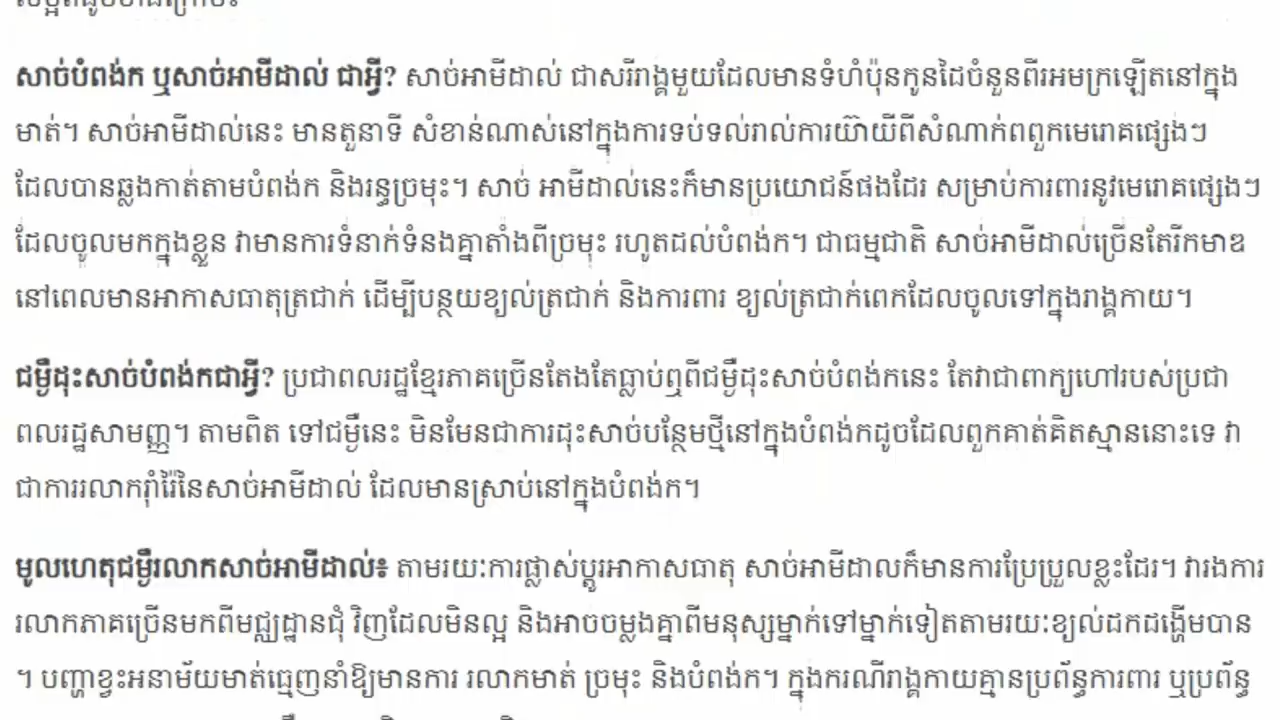 សាច់បំពង់ក ឬសាច់អាមីដាល់ ជាអ្វី? សាច់អាមីដាល់ ជាសរីរាង្គមួយដែលមានទំហំប៉ុនកូនដៃចំនួនពីរអមក្រឡើតនៅក្នុង
មាត់។ សាច់អាមីដាល់នេះ មានតួនាទី សំខាន់ណាស់នៅក្នុងការទប់ទល់រាល់ការយ៉ាយីពីសំណាក់ពពួកមេរោគផ្សេងៗ
ដែលបានឆ្លងកាត់តាមបំពង់ក និងរន្ធច្រមុះ។ សាច់ អាមីដាល់នេះក៏មានប្រយោជន៍ផងដែរ សម្រាប់ការពារនូវមេរោគផ្សេងៗ
ដែលចូលមកក្នុងខ្លួន វាមានការទំនាក់ទំនងគ្នាតាំងពីច្រមុះ រហូតដល់បំពង់ក។ ជាធម្មជាតិ សាច់អាមីដាល់ច្រើនតែរីកមាឌ
នៅពេលមានអាកាសធាតុត្រជាក់ ដើម្បីបន្ថយខ្យល់ត្រជាក់ និងការពារ ខ្យល់ត្រជាក់ពេកដែលចូលទៅក្នុងរាង្គកាយ។
ជម្ងឺដុះសាច់បំពង់កជាអ្វី? ប្រជាពលរដ្ឋខ្មែរភាគច្រើនតែងតែធ្លាប់ឮពីជម្ងឺដុះសាច់បំពង់កនេះ តែវាជាពាក្យហៅរបស់ប្រជា
ពលរដ្ឋសាមញ្ញ។ តាមពិត ទៅជម្ងឺនេះ មិនមែនជាការដុះសាច់បន្ថែមថ្មីនៅក្នុងបំពង់កដូចដែលពួកគាត់គិតស្មាននោះទេ វា
ជាការរលាករ៉ាំរ៉ៃនៃសាច់អាមីដាល់ ដែលមានស្រាប់នៅក្នុងបំពង់ក។
មូលហេតុជម្ងឺរលាកសាច់អាមីដាល់៖ តាមរយៈការផ្លាស់ប្តូរអាកាសធាតុ សាច់អាមីដាលក៏មានការប្រែប្រួលខ្លះដែរ។ វារងការ
រលាកភាគច្រើនមកពីមជ្ឈដ្ឋានជុំ វិញដែលមិនល្អ និងអាចចម្លងគ្នាពីមនុស្សម្នាក់ទៅម្នាក់ទៀតតាមរយៈខ្យល់ដកដង្ហើមបាន
។ បញ្ហាខ្វះអនាម័យមាត់ធ្មេញនាំឱ្យមានការ រលាកមាត់ ច្រមុះ និងបំពង់ក។ ក្នុងករណីរាង្គកាយគ្មានប្រព័ន្ធការពារ ឬប្រព័ន្ធ